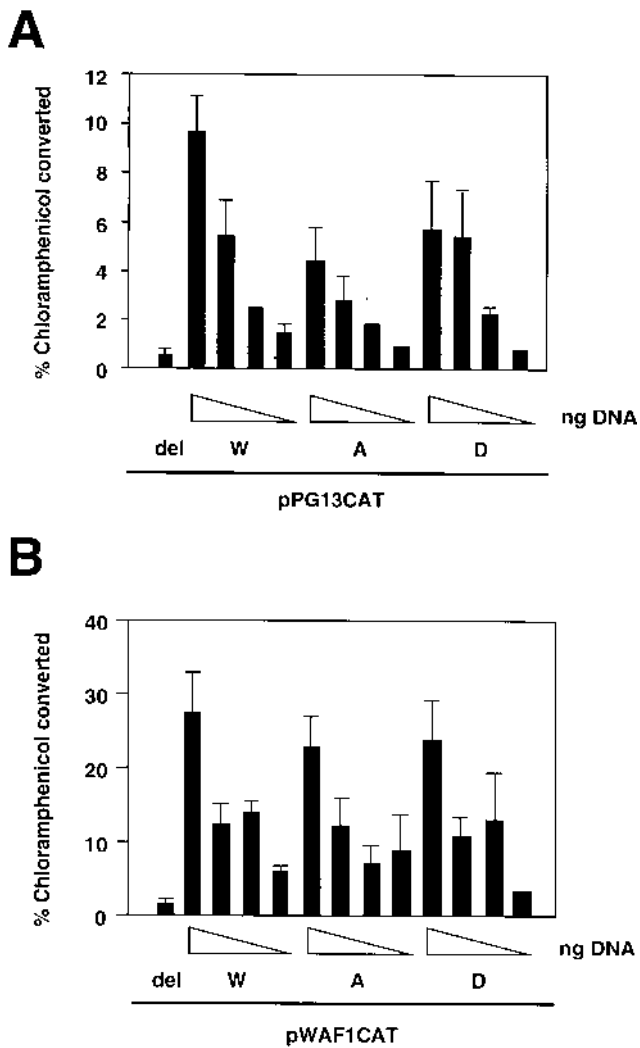 A
% Chloramphenicol converted
12
10
8
6
4
2
0
ng DNA
del W A D
pPG13CAT
B
% Chloramphenicol converted
40
30
20
10
0
ng DNA
del W A D
pWAF1CAT